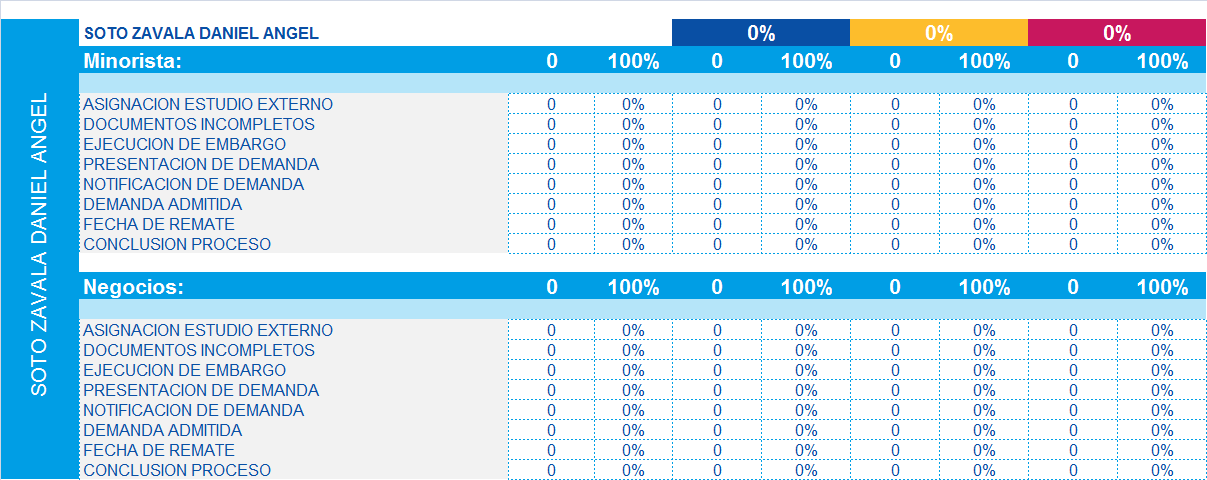 SOTO ZAVALA DANIEL ANGEL
SOTO ZAVALA DANIEL ANGEL 0% 0% 0%
Minorista: 0 100% 0 100% 0 100% 0 100%
ASIGNACION ESTUDIO EXTERNO 0 0% 0 0% 0 0% 0 0%
DOCUMENTOS INCOMPLETOS 0 0% 0 0% 0 0% 0 0%
EJECUCION DE EMBARGO 0 0% 0 0% 0 0% 0 0%
PRESENTACION DE DEMANDA 0 0% 0 0% 0 0% 0 0%
NOTIFICACION DE DEMANDA 0 0% 0 0% 0 0% 0 0%
DEMANDA ADMITIDA 0 0% 0 0% 0 0% 0 0%
FECHA DE REMATE 0 0% 0 0% 0 0% 0 0%
CONCLUSION PROCESO 0 0% 0 0% 0 0% 0 0%
Negocios: 0 100% 0 100% 0 100% 0 100%
ASIGNACION ESTUDIO EXTERNO 0 0% 0 0% 0 0% 0 0%
DOCUMENTOS INCOMPLETOS 0 0% 0 0% 0 0% 0 0%
EJECUCION DE EMBARGO 0 0% 0 0% 0 0% 0 0%
PRESENTACION DE DEMANDA 0 0% 0 0% 0 0% 0 0%
NOTIFICACION DE DEMANDA 0 0% 0 0% 0 0% 0 0%
DEMANDA ADMITIDA 0 0% 0 0% 0 0% 0 0%
FECHA DE REMATE 0 0% 0 0% 0 0% 0 0%
CONCLUSION PROCESO 0 0% 0 0% 0 0% 0 0%